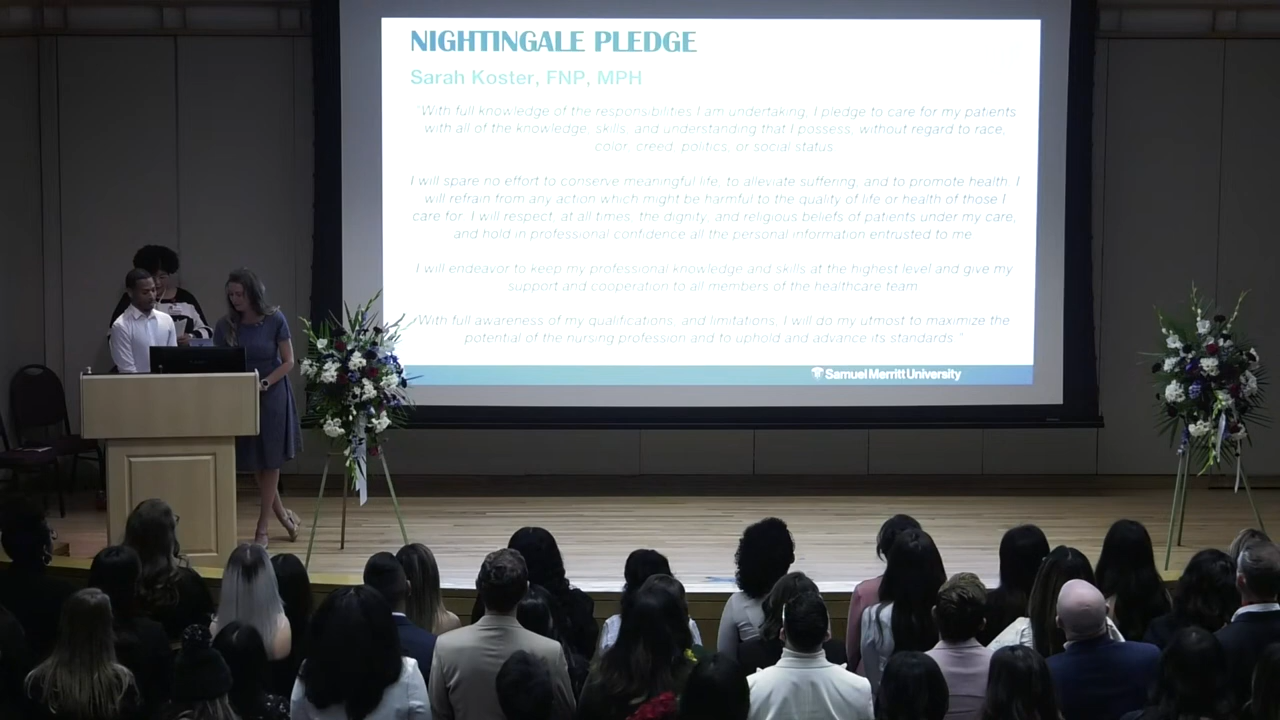 NIGHTINGALE PLEDGE
Sarah Koster, FNP, MPH
"With full knowledge of the responsibilities I am undertaking, I pledge to care for my patients
with all of the knowledge, skills, and understanding that I possess, without regard to race,
color, creed, politics, or social status.
I will spare no effort to conserve meaningful life, to alleviate suffering, and to promote health. I
will refrain from any action which might be harmful to the quality of life or health of those I
care for. I will respect, at all times, the dignity, and religious beliefs of patients under my care,
and hold in professional confidence all the personal information entrusted to me.
I will endeavor to keep my professional knowledge and skills at the highest level and give my
support and cooperation to all members of the healthcare team.
With full awareness of my qualifications, and limitations, I will do my utmost to maximize the
potential of the nursing profession and to uphold and advance its standards."
Samuel Merritt University